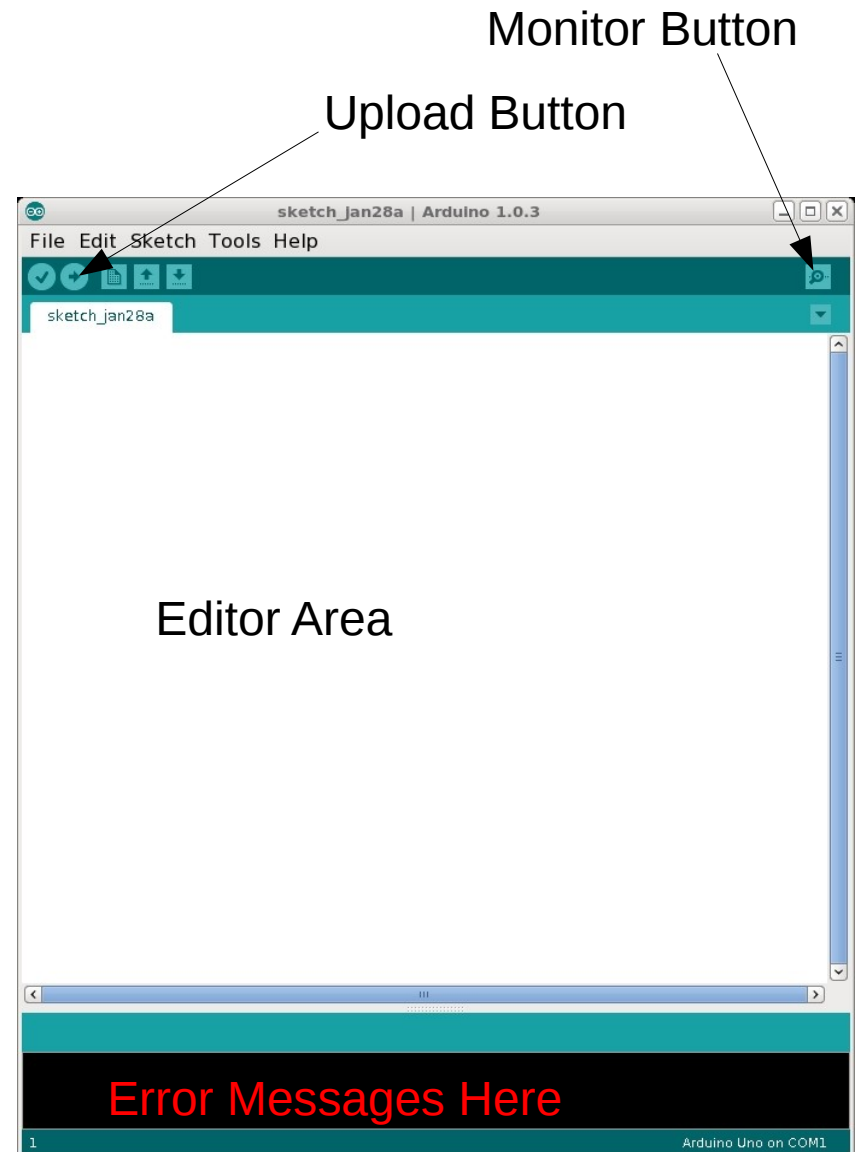 Monitor Button
Upload Button
sketch_jan28a | Arduino 1.0.3
File Edit Sketch Tools Help
sketch_jan28a
Editor Area
Error Messages Here
1
Arduino Uno on COM1